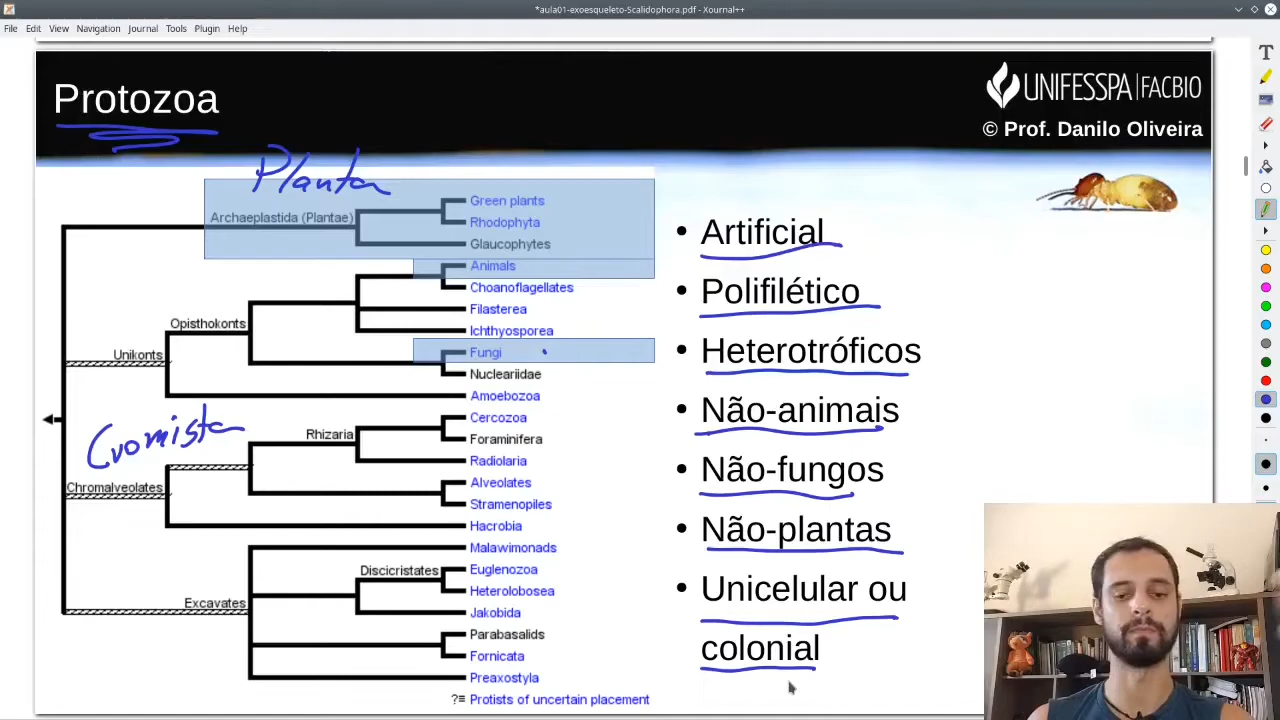 *aula01-exoesqueleto-Scalidophora.pdf - Xournal++
File Edit View Navigation Journal Tools Plugin Help
Protozoa
UNIFESSPA|FACBIO
© Prof. Danilo Oliveira
Archaeplastida (Plantae)
Green plants
Rhodophyta
Glaucophytes
Animals
Choanoflagellates
Filasterea
Ichthyosporea
Opisthokonts
Unikonts
Fungi
Nucleariidae
Amoebozoa
Cromista
Cercozoa
Rhizaria
Foraminifera
Radiolaria
Alveolates
Chromalveolates
Stramenopiles
Hacrobia
Malawimonads
Discicristates
Euglenozoa
Heterolobosea
Excavates
Jakobida
Parabasalids
Fornicata
Preaxostyla
?≡ Protists of uncertain placement
• Artificial
• Polifilético
• Heterotróficos
• Não-animais
• Não-fungos
• Não-plantas
• Unicelular ou
colonial
T